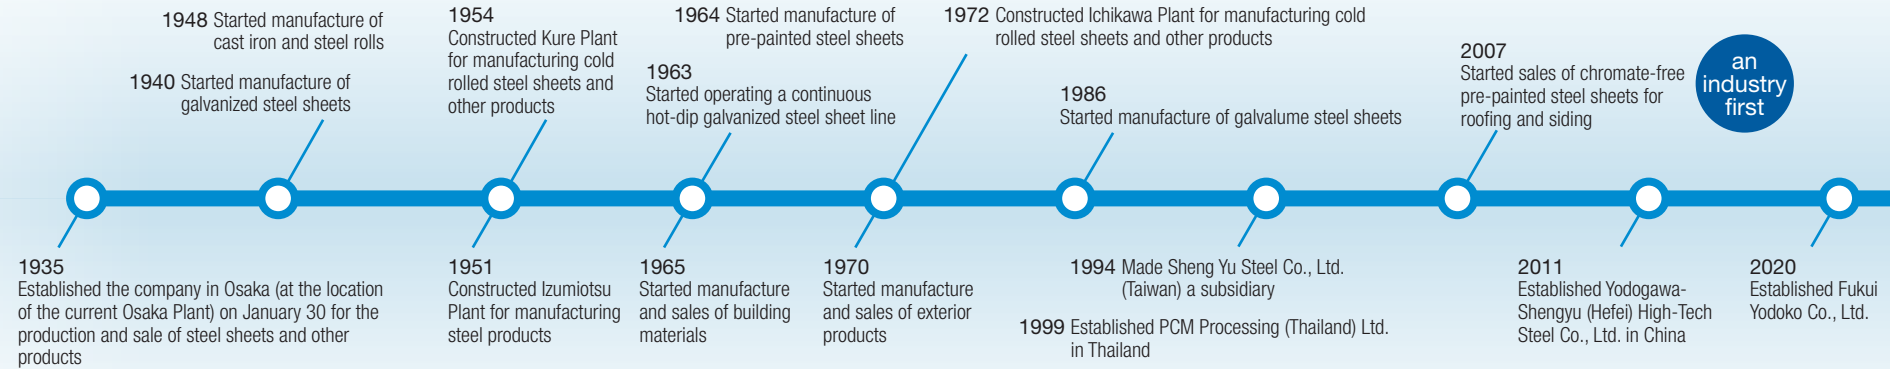 1948 Started manufacture of
cast iron and steel rolls
1940 Started manufacture of
galvanized steel sheets
1954
Constructed Kure Plant
for manufacturing cold
rolled steel sheets and
other products
1964 Started manufacture of
pre-painted steel sheets
1963
Started operating a continuous
hot-dip galvanized steel sheet line
1972 Constructed Ichikawa Plant for manufacturing cold
rolled steel sheets and other products
1986
Started manufacture of galvalume steel sheets
2007
Started sales of chromate-free
pre-painted steel sheets for
roofing and siding
an
industry
first
1935
Established the company in Osaka (at the location
of the current Osaka Plant) on January 30 for the
production and sale of steel sheets and other
products
1951
Constructed Izumiotsu
Plant for manufacturing
steel products
1965
Started manufacture
and sales of building
materials
1970
Started manufacture
and sales of exterior
products
1994 Made Sheng Yu Steel Co., Ltd.
(Taiwan) a subsidiary
1999 Established PCM Processing (Thailand) Ltd.
in Thailand
2011
Established Yodogawa-
Shengyu (Hefei) High-Tech
Steel Co., Ltd. in China
2020
Established Fukui
Yodoko Co., Ltd.